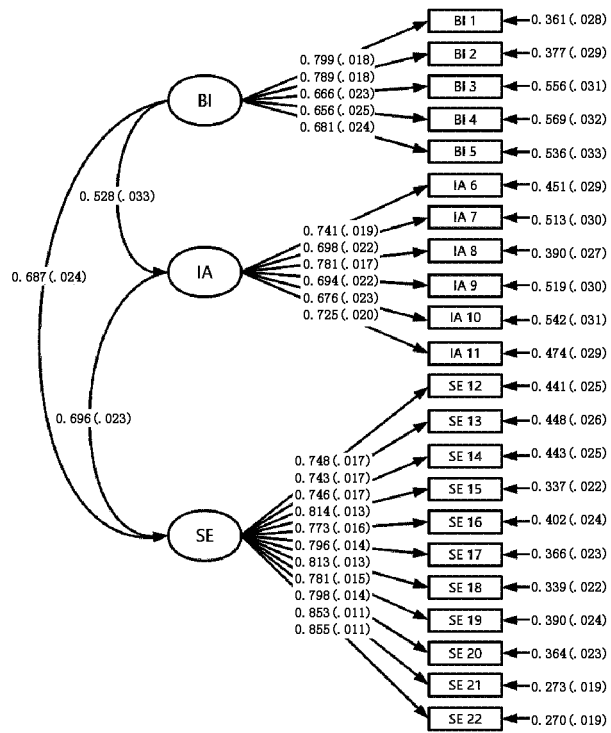 BI 1 0.361(.028)
0.799(.018) BI 2 0.377(.029)
0.789(.018)
BI 0.666(.023) BI 3 0.556(.031)
0.656(.025) BI 4 0.569(.032)
0.681(.024)
BI 5 0.536(.033)
IA 6 0.451(.029)
0.528(.033)
IA 7 0.513(.030)
0.741(.019)
0.698(.022) IA 8 0.390(.027)
0.687(.024) IA 0.781(.017)
0.694(.022) IA 9 0.519(.030)
0.676(.023)
0.725(.020) IA 10 0.542(.031)
IA 11 0.474(.029)
SE 12 0.441(.025)
0.696(.023) SE 13 0.448(.026)
0.748(.017) SE 14 0.443(.025)
0.743(.017)
0.746(.017) SE 15 0.337(.022)
0.814(.013)
SE 0.773(.016) SE 16 0.402(.024)
0.796(.014) SE 17 0.366(.023)
0.813(.013)
0.781(.015) SE 18 0.339(.022)
0.798(.014)
0.853(.011) SE 19 0.390(.024)
0.855(.011)
SE 20 0.364(.023)
SE 21 0.273(.019)
SE 22 0.270(.019)